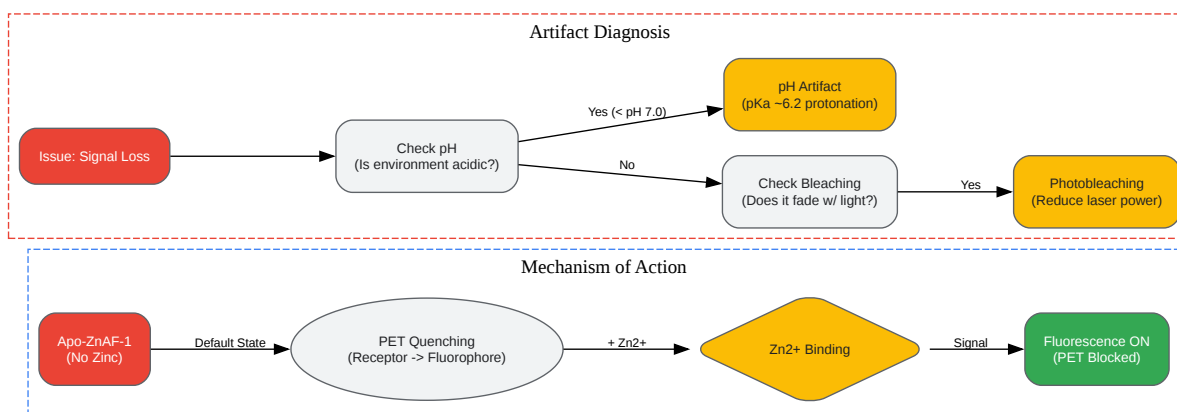 Artifact Diagnosis
Issue: Signal Loss
Check pH
(Is environment acidic?)
Yes (< pH 7.0)
pH Artifact
(pKa ~6.2 protonation)
No
Check Bleaching
(Does it fade w/ light?)
Yes
Photobleaching
(Reduce laser power)
Mechanism of Action
Apo-ZnAF-1
(No Zinc)
Default State
PET Quenching
(Receptor -> Fluorophore)
+ Zn2+
Zn2+ Binding
Signal
Fluorescence ON
(PET Blocked)